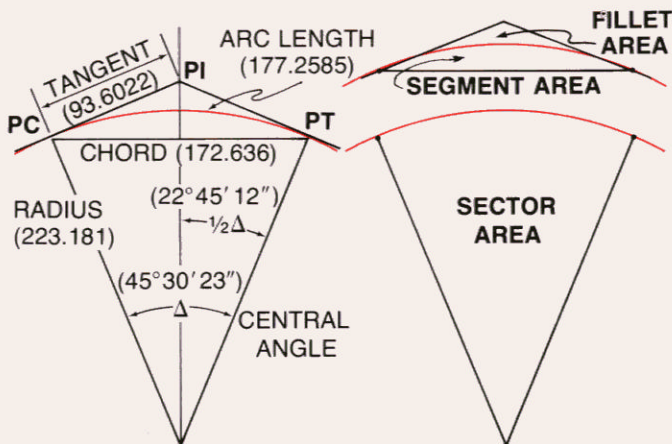 TANGENT
(93.6022)
PI
ARC LENGTH
(177.2585)
PC
PT
CHORD (172.636)
RADIUS
(223.181)
(22°45′12″)
½Δ
(45°30′23″)
Δ
CENTRAL
ANGLE
FILLET
AREA
SEGMENT AREA
SECTOR
AREA